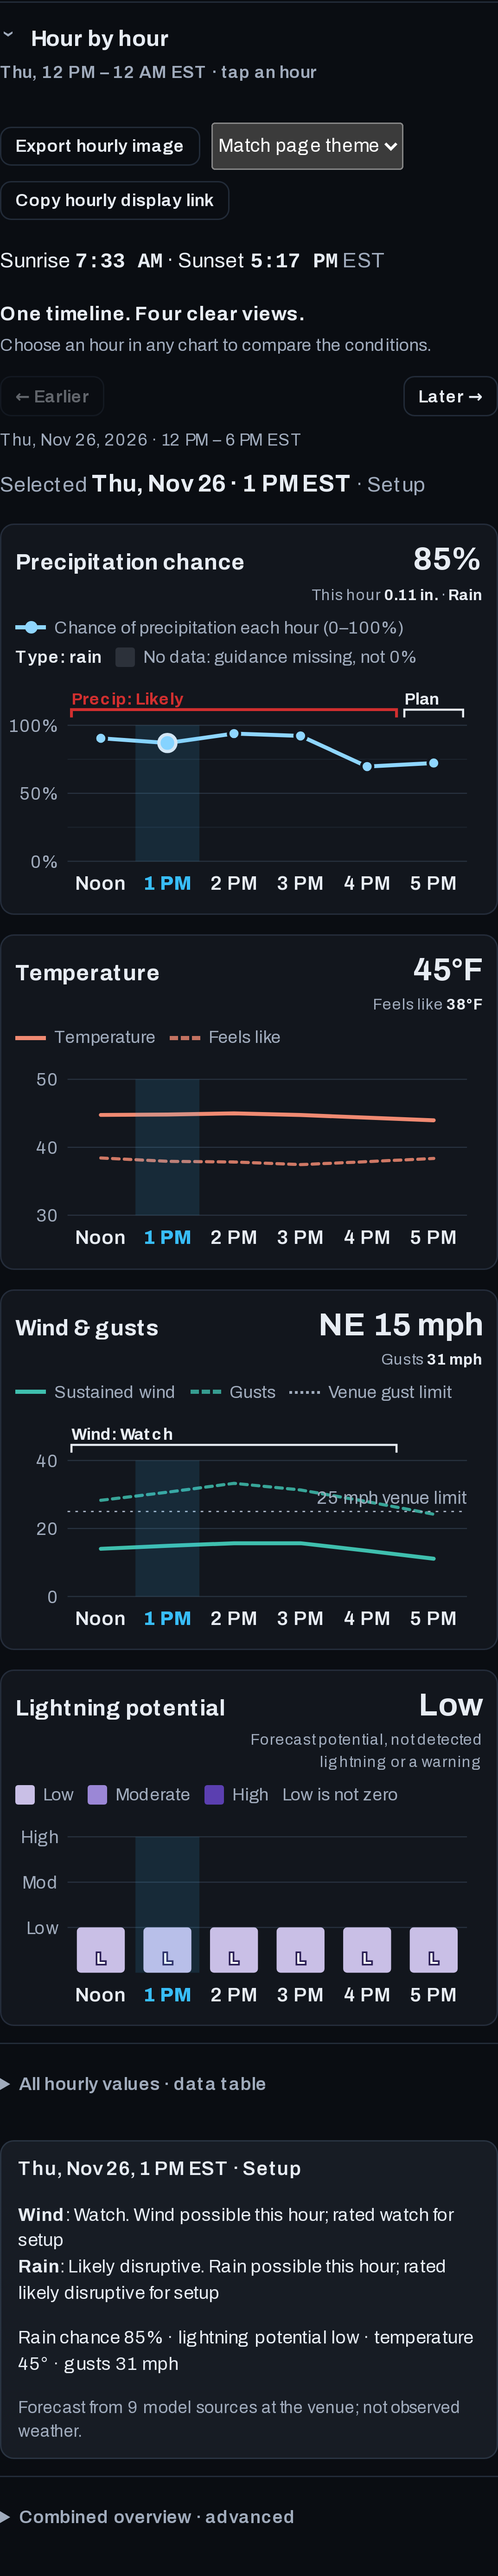 Hour by hour
Thu, 12 PM – 12 AM EST · tap an hour
Export hourly image
Match page theme
Copy hourly display link
Sunrise 7:33 AM · Sunset 5:17 PM EST
One timeline. Four clear views.
Choose an hour in any chart to compare the conditions.
← Earlier
Later →
Thu, Nov 26, 2026 · 12 PM – 6 PM EST
Selected Thu, Nov 26 · 1 PM EST · Setup
Precipitation chance
85%
This hour 0.11 in. · Rain
Chance of precipitation each hour (0–100%)
Type: rain
No data: guidance missing, not 0%
Precip: Likely
Plan
100%
50%
0%
Noon 1 PM 2 PM 3 PM 4 PM 5 PM
Temperature
45°F
Feels like 38°F
Temperature
Feels like
50
40
30
Noon 1 PM 2 PM 3 PM 4 PM 5 PM
Wind & gusts
NE 15 mph
Gusts 31 mph
Sustained wind
Gusts
Venue gust limit
Wind: Watch
40
25 mph venue limit
20
0
Noon 1 PM 2 PM 3 PM 4 PM 5 PM
Lightning potential
Low
Forecast potential, not detected
lightning or a warning
Low
Moderate
High
Low is not zero
High
Mod
Low
L L L L L L
Noon 1 PM 2 PM 3 PM 4 PM 5 PM
All hourly values · data table
Thu, Nov 26, 1 PM EST · Setup
Wind: Watch. Wind possible this hour; rated watch for
setup
Rain: Likely disruptive. Rain possible this hour; rated
likely disruptive for setup
Rain chance 85% · lightning potential low · temperature
45° · gusts 31 mph
Forecast from 9 model sources at the venue; not observed
weather.
Combined overview · advanced